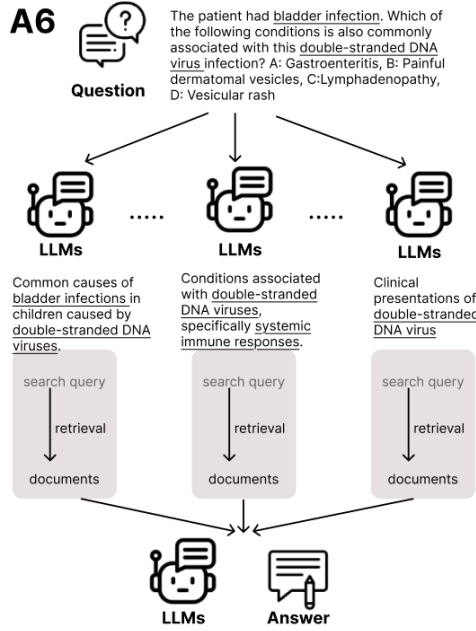 A6
The patient had bladder infection. Which of
the following conditions is also commonly
associated with this double-stranded DNA
virus infection? A: Gastroenteritis, B: Painful
dermatomal vesicles, C:Lymphadenopathy,
D: Vesicular rash
Question
LLMs
.....
LLMs
.....
LLMs
Common causes of
bladder infections in
children caused by
double-stranded DNA
viruses.
Conditions associated
with double-stranded
DNA viruses,
specifically systemic
immune responses.
Clinical
presentations of
double-stranded
DNA virus
search query
retrieval
documents
search query
retrieval
documents
search query
retrieval
documents
LLMs
Answer